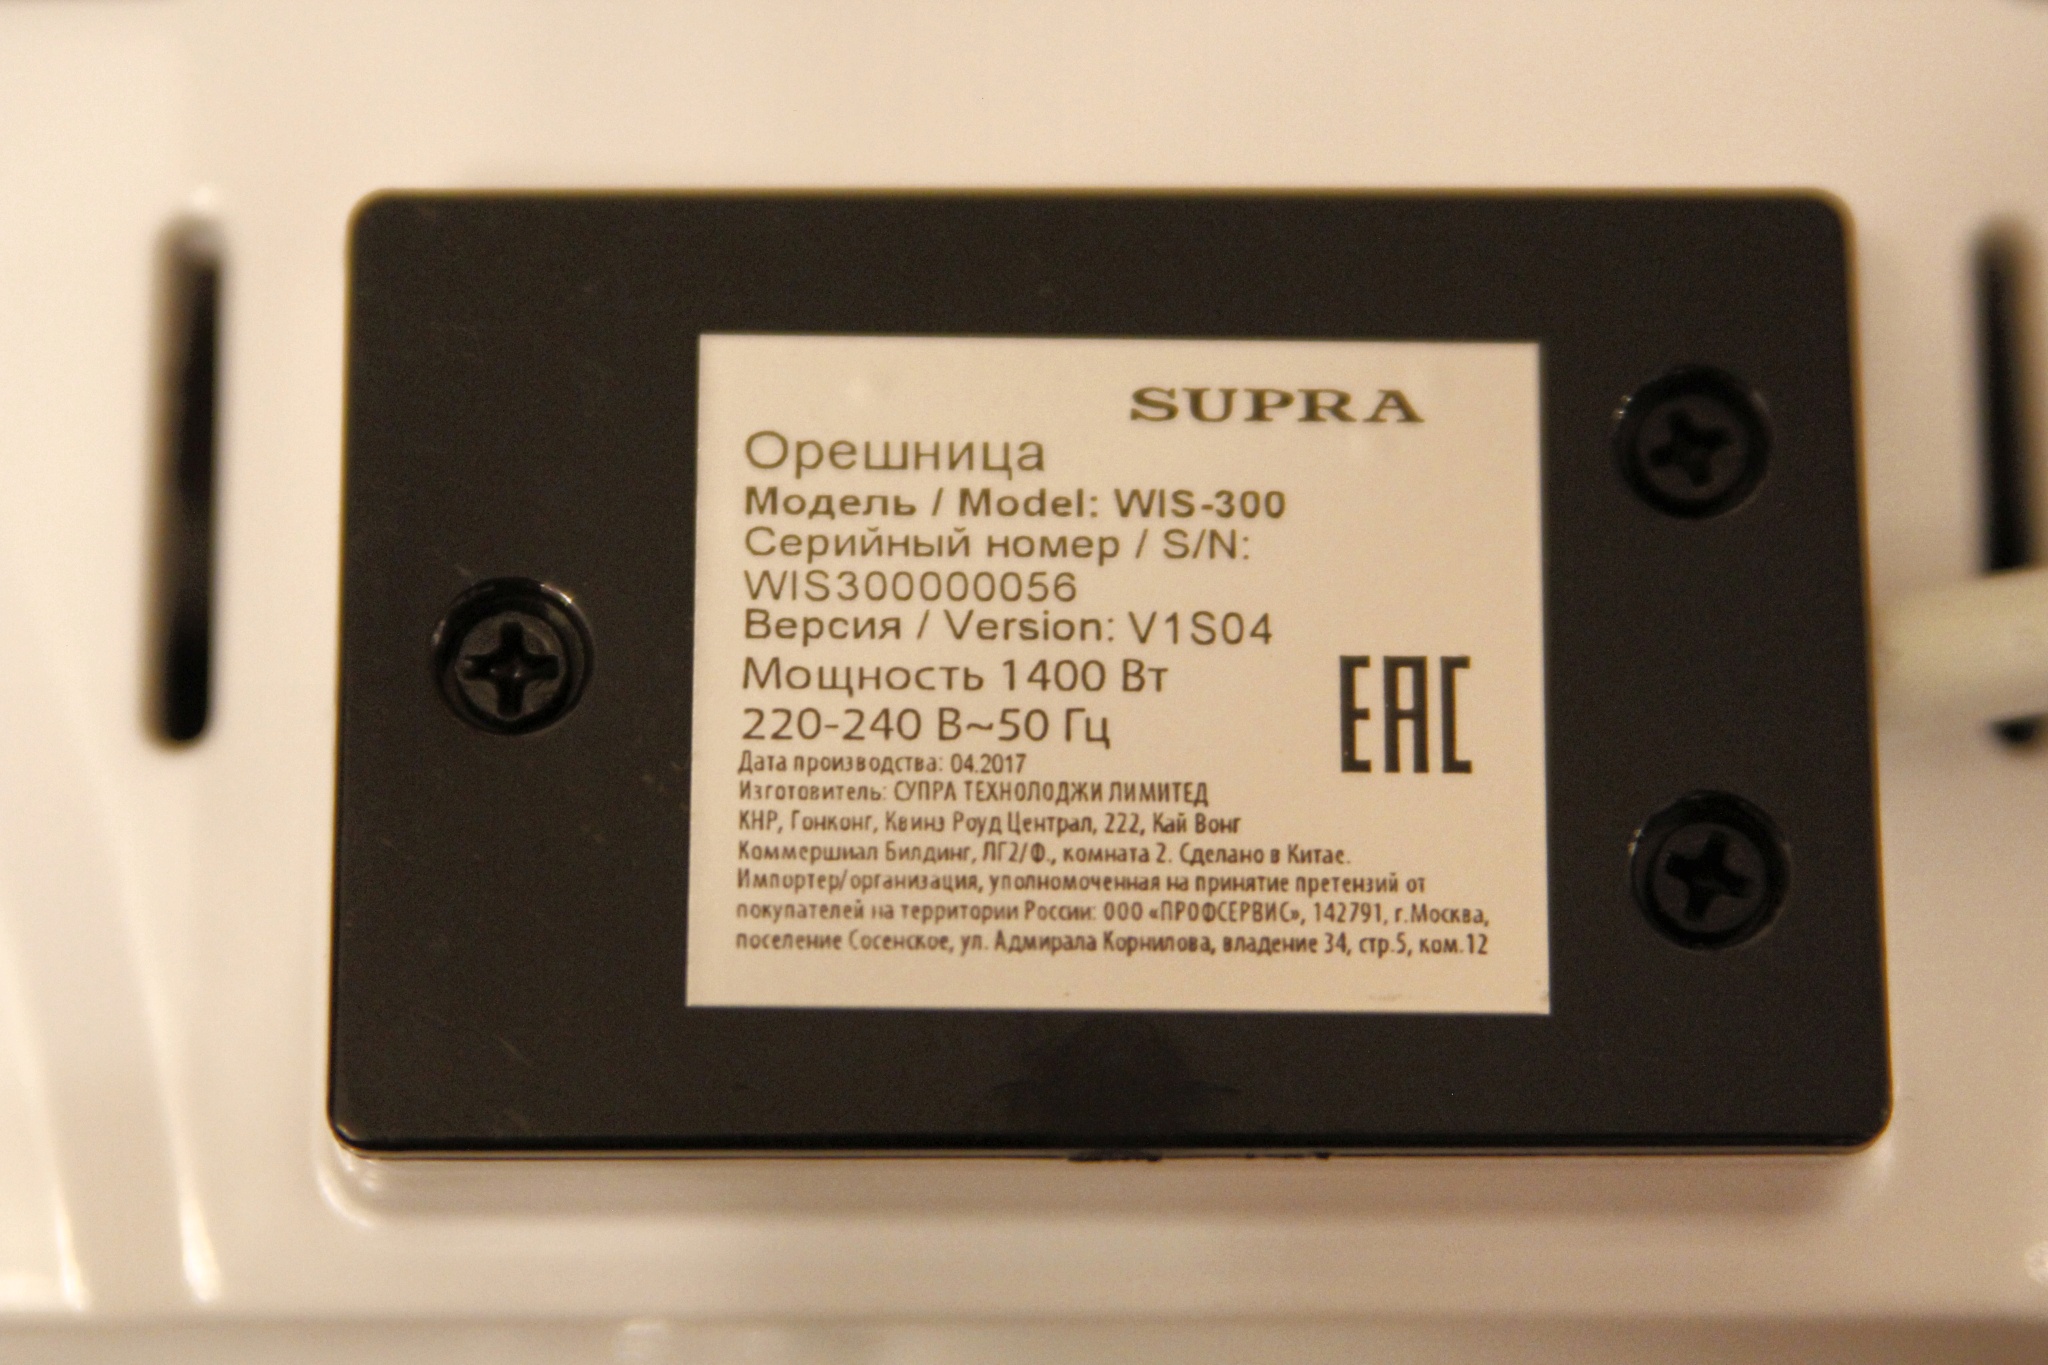 SUPRA
Орешница
Модель / Model: WIS-300
Серийный номер / S/N:
WIS300000056
Версия / Version: V1S04
Мощность 1400 Вт
220-240 В~50 Гц
EAC
Дата производства: 04.2017
Изготовитель: СУПРА ТЕХНОЛОДЖИ ЛИМИТЕД
КНР, Гонконг, Квинз Роуд Централ, 222, Кай Вонг
Коммершиал Билдинг, ЛГ2/Ф., комната 2. Сделано в Китае.
Импортер/организация, уполномоченная на принятие претензий от
покупателей на территории России: ООО «ПРОФСЕРВИС», 142791, г.Москва,
поселение Сосенское, ул. Адмирала Корнилова, владение 34, стр.5, ком.12